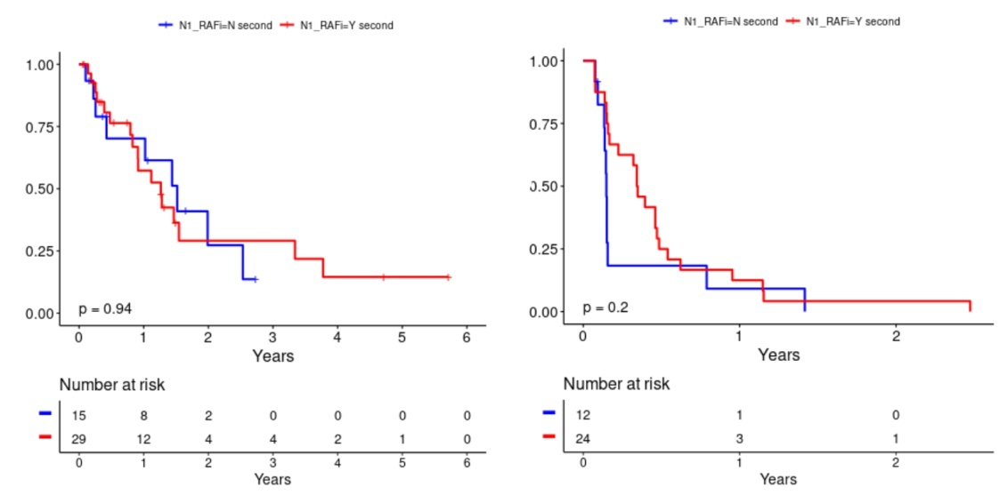 N1_RAFi=N second N1_RAFi=Y second
1.00
0.75
0.50
0.25
0.00
p = 0.94
0 1 2 3 4 5 6
Years
Number at risk
15 8 2 0 0 0 0
29 12 4 4 2 1 0
0 1 2 3 4 5 6
Years
N1_RAFi=N second N1_RAFi=Y second
1.00
0.75
0.50
0.25
0.00
p = 0.2
0 1 2
Years
Number at risk
12 1 0
24 3 1
0 1 2
Years